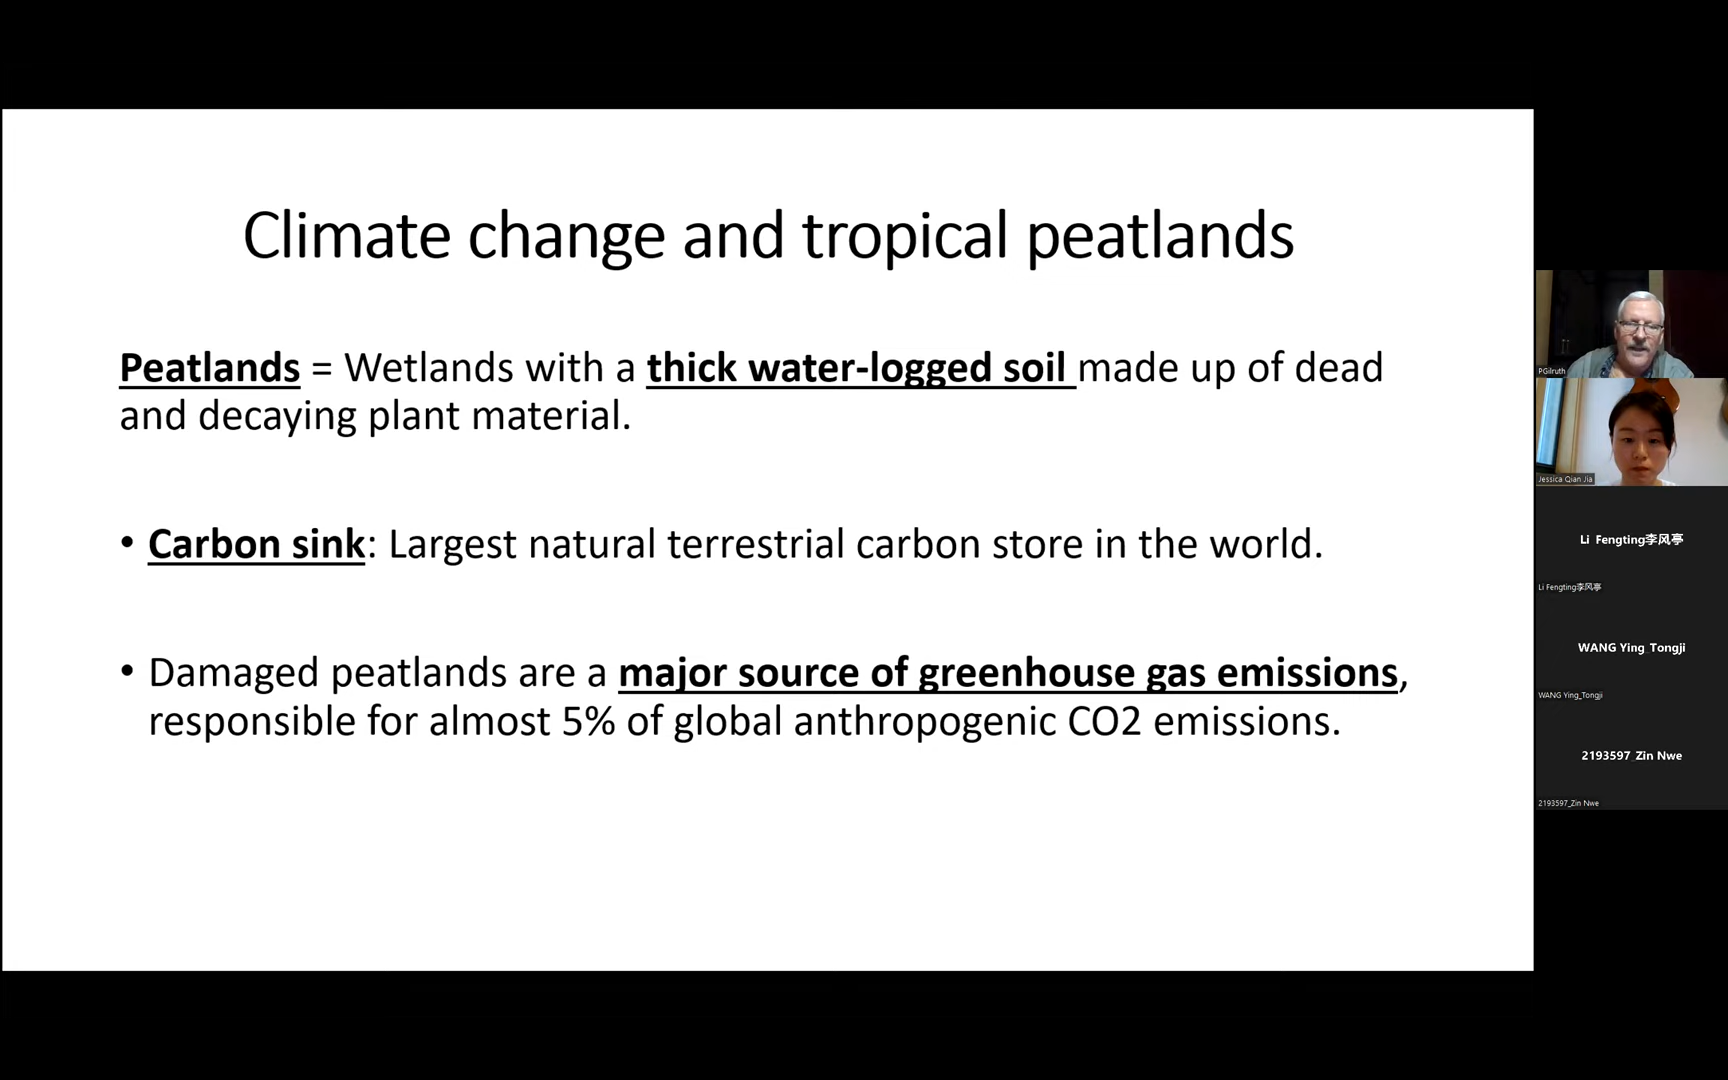 Climate change and tropical peatlands
Peatlands = Wetlands with a thick water-logged soil made up of dead
and decaying plant material.
• Carbon sink: Largest natural terrestrial carbon store in the world.
• Damaged peatlands are a major source of greenhouse gas emissions,
responsible for almost 5% of global anthropogenic CO2 emissions.
PGilruth
Jessica Qian Jia
Li Fengting李风亭
Li Fengting李风亭
WANG Ying_Tongji
WANG Ying_Tongji
2193597_Zin Nwe
2193597_Zin Nwe